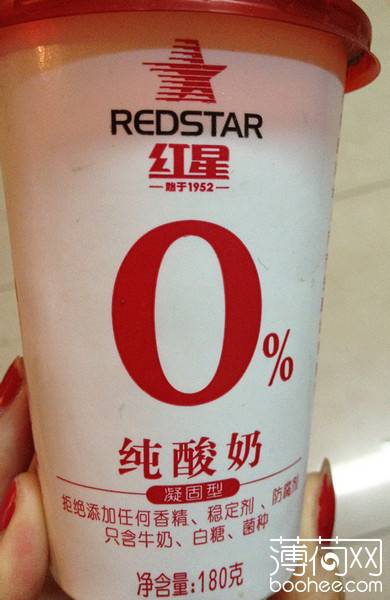 REDSTAR
红星
始于1952
0%
纯酸奶
凝固型
拒绝添加任何香精、稳定剂、防腐剂
只含牛奶、白糖、菌种
净含量:180克
薄荷网
boohee.com